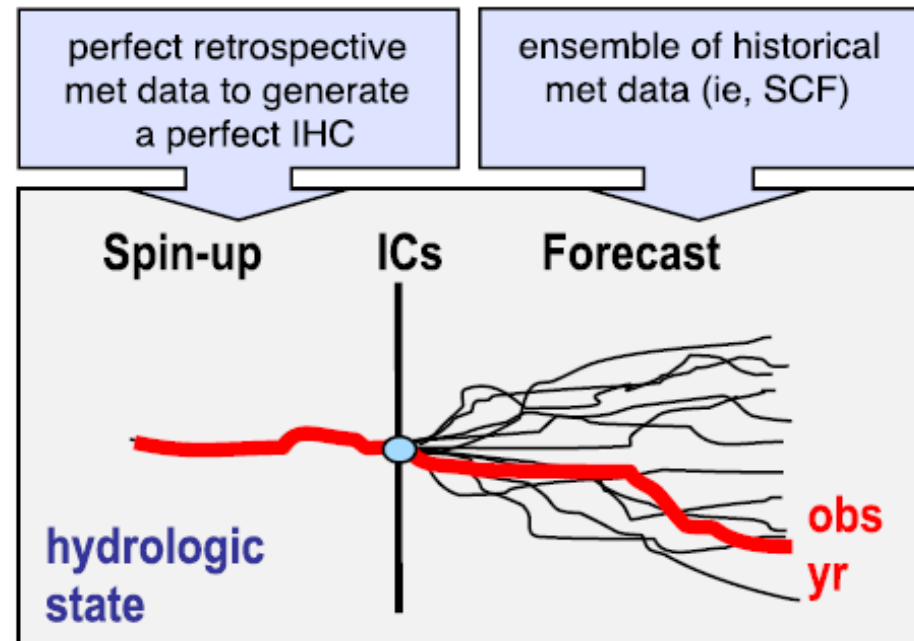 perfect retrospective
met data to generate
a perfect IHC
ensemble of historical
met data (ie, SCF)
Spin-up ICs Forecast
hydrologic
state
obs
yr